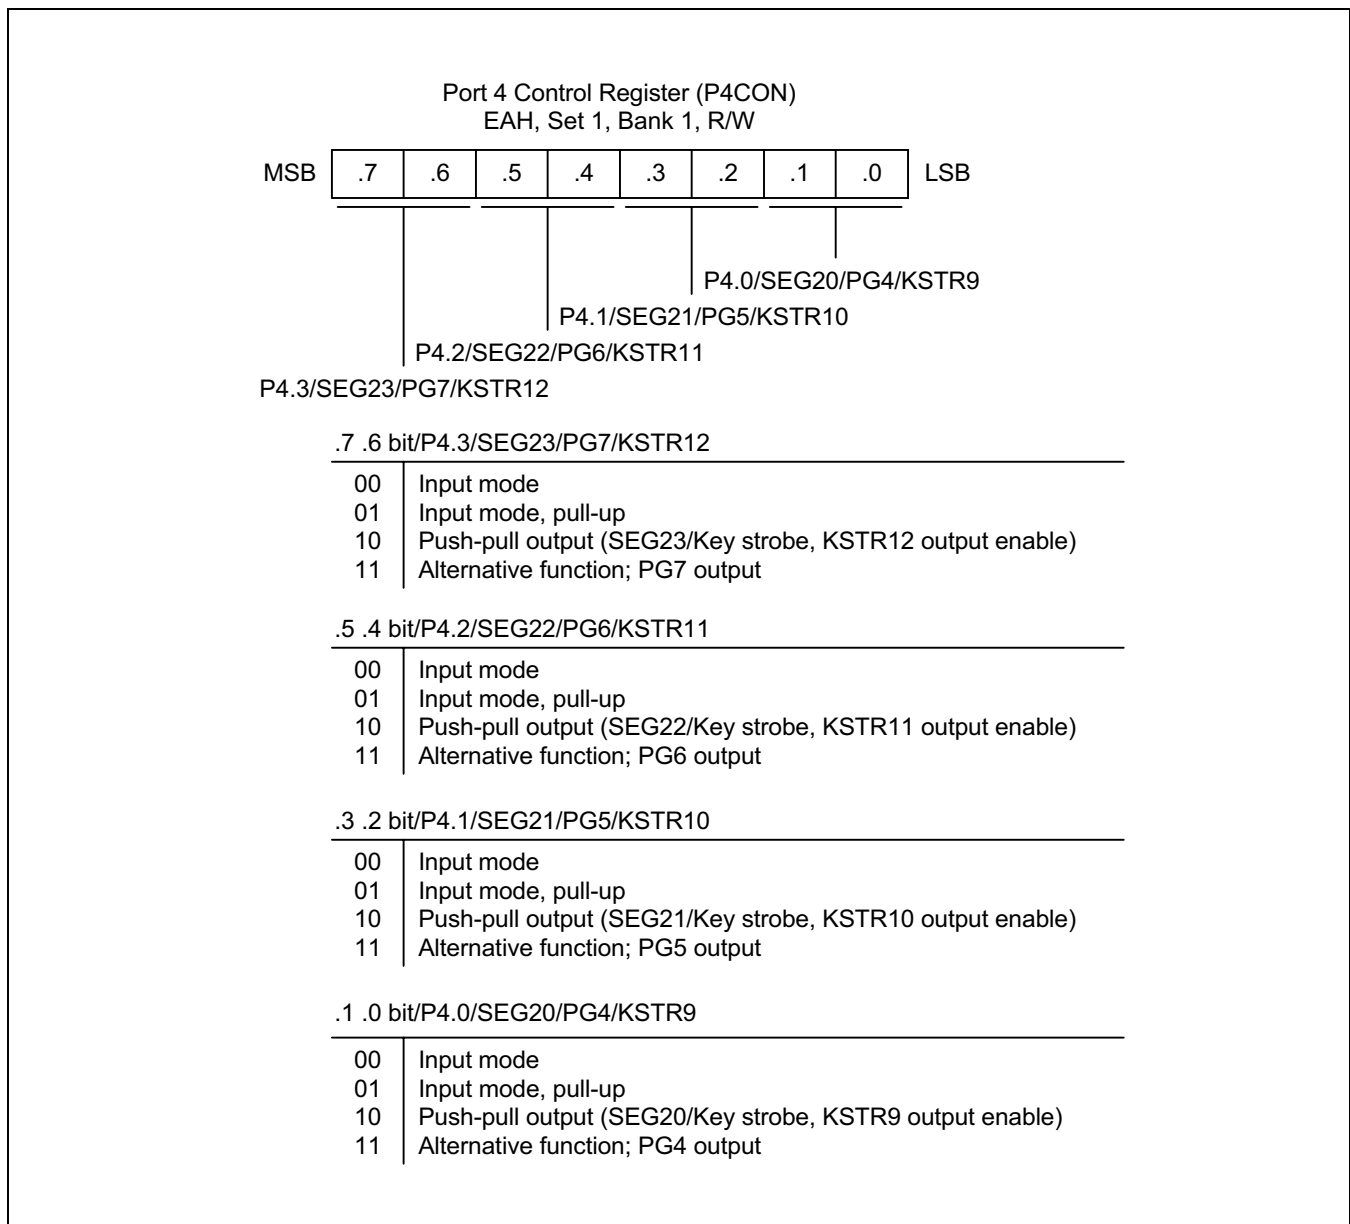 Port 4 Control Register (P4CON)
EAH, Set 1, Bank 1, R/W
MSB .7 .6 .5 .4 .3 .2 .1 .0 LSB
P4.0/SEG20/PG4/KSTR9
P4.1/SEG21/PG5/KSTR10
P4.2/SEG22/PG6/KSTR11
P4.3/SEG23/PG7/KSTR12
.7 .6 bit/P4.3/SEG23/PG7/KSTR12
00 Input mode
01 Input mode, pull-up
10 Push-pull output (SEG23/Key strobe, KSTR12 output enable)
11 Alternative function; PG7 output
.5 .4 bit/P4.2/SEG22/PG6/KSTR11
00 Input mode
01 Input mode, pull-up
10 Push-pull output (SEG22/Key strobe, KSTR11 output enable)
11 Alternative function; PG6 output
.3 .2 bit/P4.1/SEG21/PG5/KSTR10
00 Input mode
01 Input mode, pull-up
10 Push-pull output (SEG21/Key strobe, KSTR10 output enable)
11 Alternative function; PG5 output
.1 .0 bit/P4.0/SEG20/PG4/KSTR9
00 Input mode
01 Input mode, pull-up
10 Push-pull output (SEG20/Key strobe, KSTR9 output enable)
11 Alternative function; PG4 output